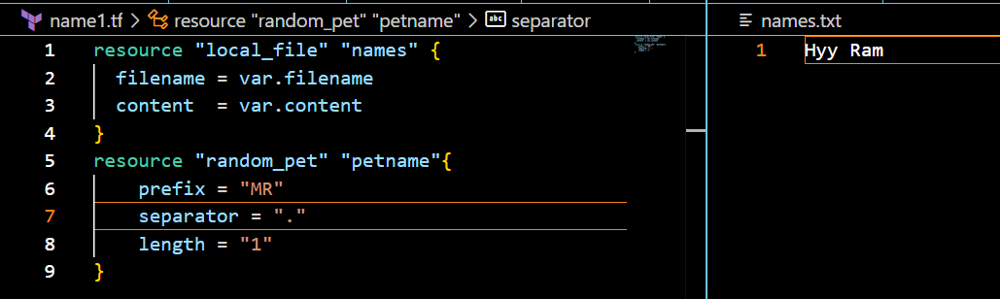 name1.tf > resource "random_pet" "petname" > abc separator
1 resource "local_file" "names" {
2   filename = var.filename
3   content  = var.content
4 }
5 resource "random_pet" "petname"{
6     prefix = "MR"
7     separator = "."
8     length = "1"
9 }
names.txt
1 Hyy Ram